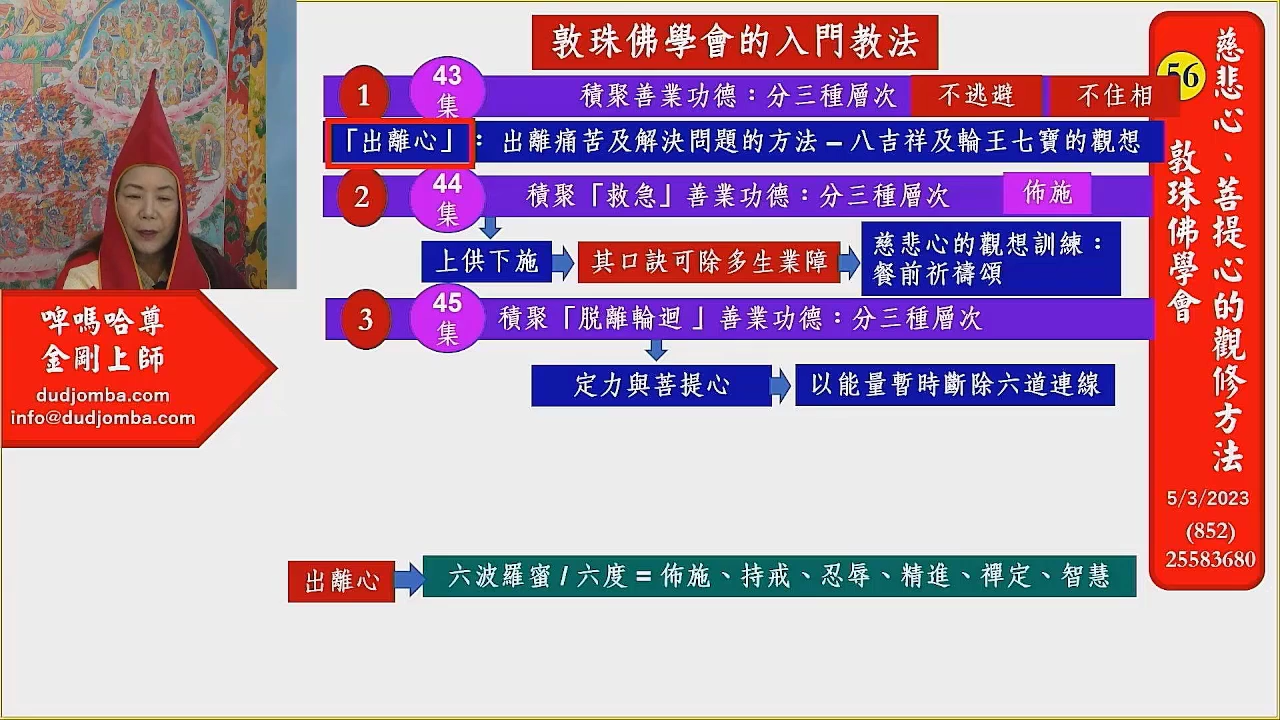 敦珠佛學會的入門教法
1
43
集
積聚善業功德：分三種層次
不逃避
不住相
「出離心」： 出離痛苦及解決問題的方法 – 八吉祥及輪王七寶的觀想
2
44
集
積聚「救急」善業功德：分三種層次
佈施
上供下施
其口訣可除多生業障
慈悲心的觀想訓練：
餐前祈禱頌
3
45
集
積聚「脱離輪迴」善業功德：分三種層次
定力與菩提心
以能量暫時斷除六道連線
出離心
六波羅蜜 / 六度 = 佈施、持戒、忍辱、精進、禪定、智慧
啤嗎哈尊
金剛上師
dudjomba.com
info@dudjomba.com
慈悲心、菩提心的觀修方法
56
敦珠佛學會
5/3/2023
(852)
25583680